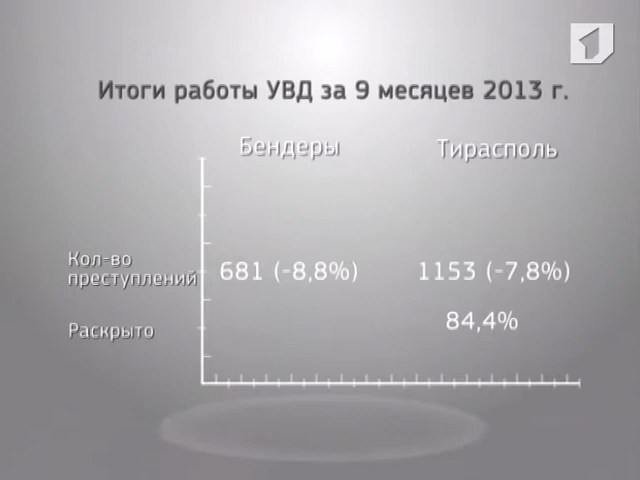 Итоги работы УВД за 9 месяцев 2013 г.
Бендеры Тирасполь
Кол-во
преступлений 681 (-8,8%) 1153 (-7,8%)
Раскрыто 84,4%